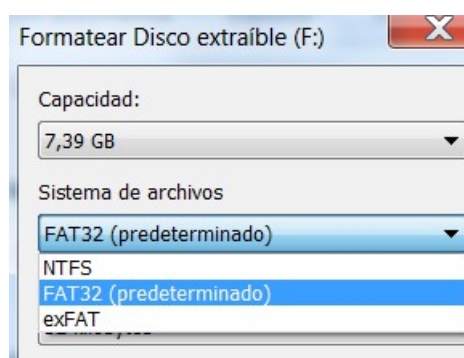 Formatear Disco extraíble (F:)
Capacidad:
7,39 GB
Sistema de archivos
FAT32 (predeterminado)
NTFS
FAT32 (predeterminado)
exFAT